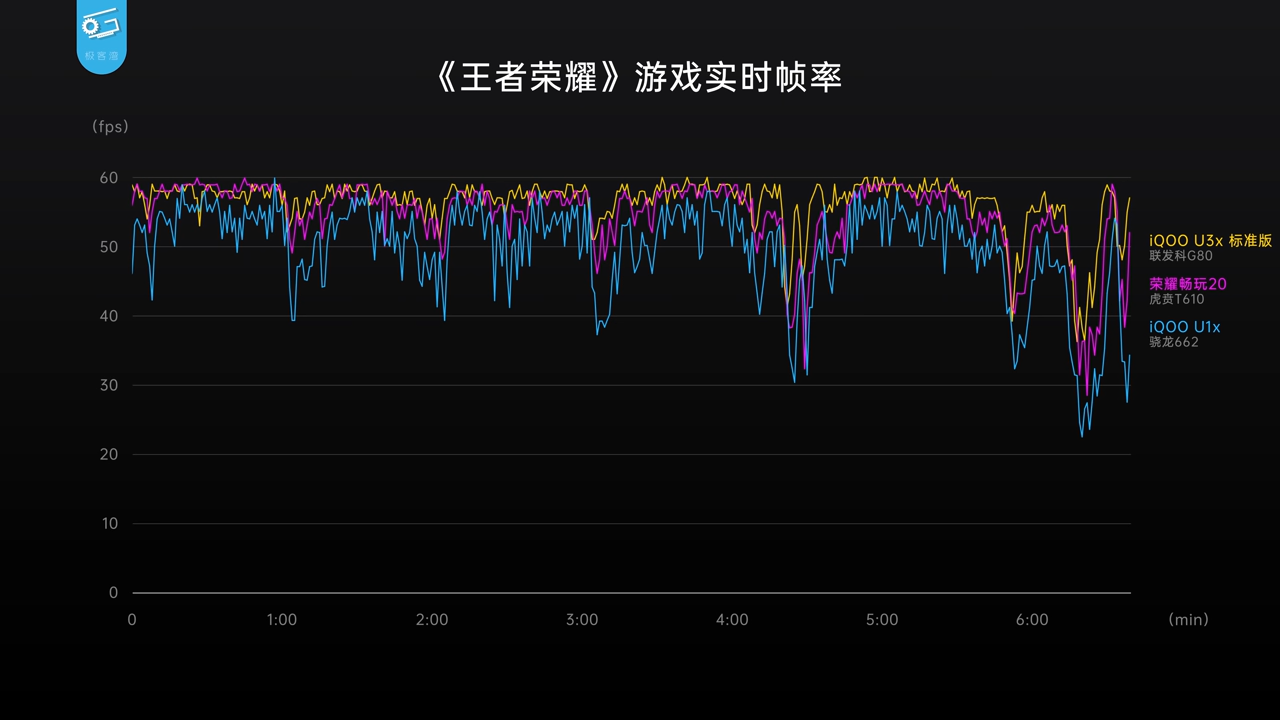 极客湾
《王者荣耀》游戏实时帧率
(fps)
60
50
40
30
20
10
0
iQOO U3x 标准版
联发科G80
荣耀畅玩20
虎贲T610
iQOO U1x
骁龙662
0 1:00 2:00 3:00 4:00 5:00 6:00 (min)